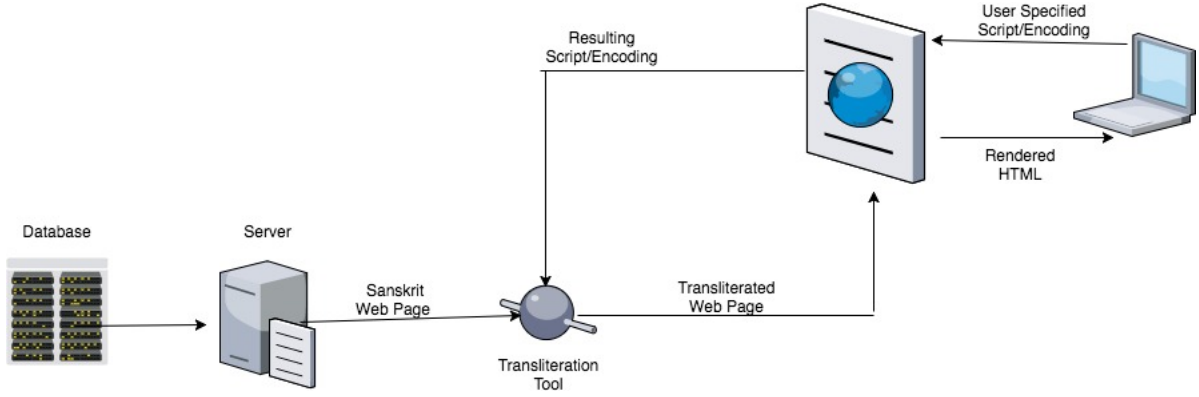 User Specified
Script/Encoding
Resulting
Script/Encoding
Rendered
HTML
Database
Server
Sanskrit
Web Page
Transliterated
Web Page
Transliteration
Tool